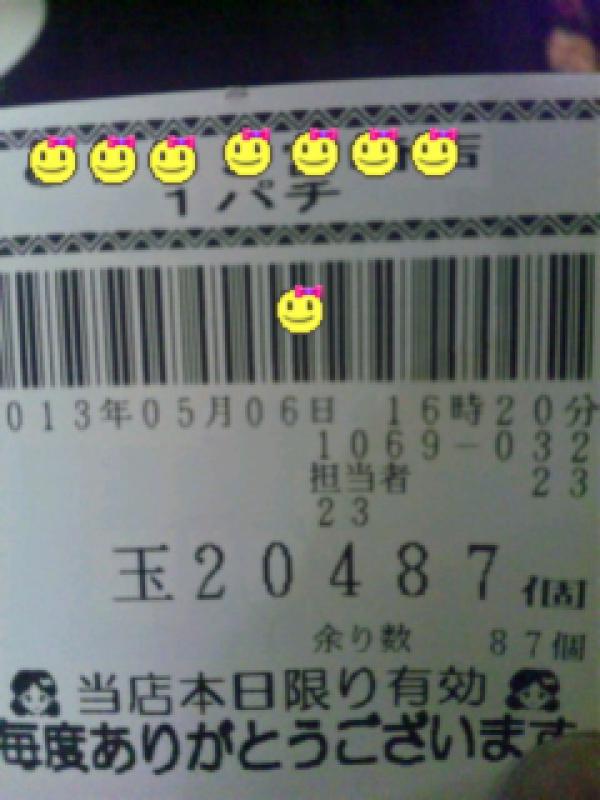 店
1パチ
013年05月06日 16時20分
1069-032
担当者 23
23
玉20487個
余り数 87個
当店本日限り有効
毎度ありがとうございます